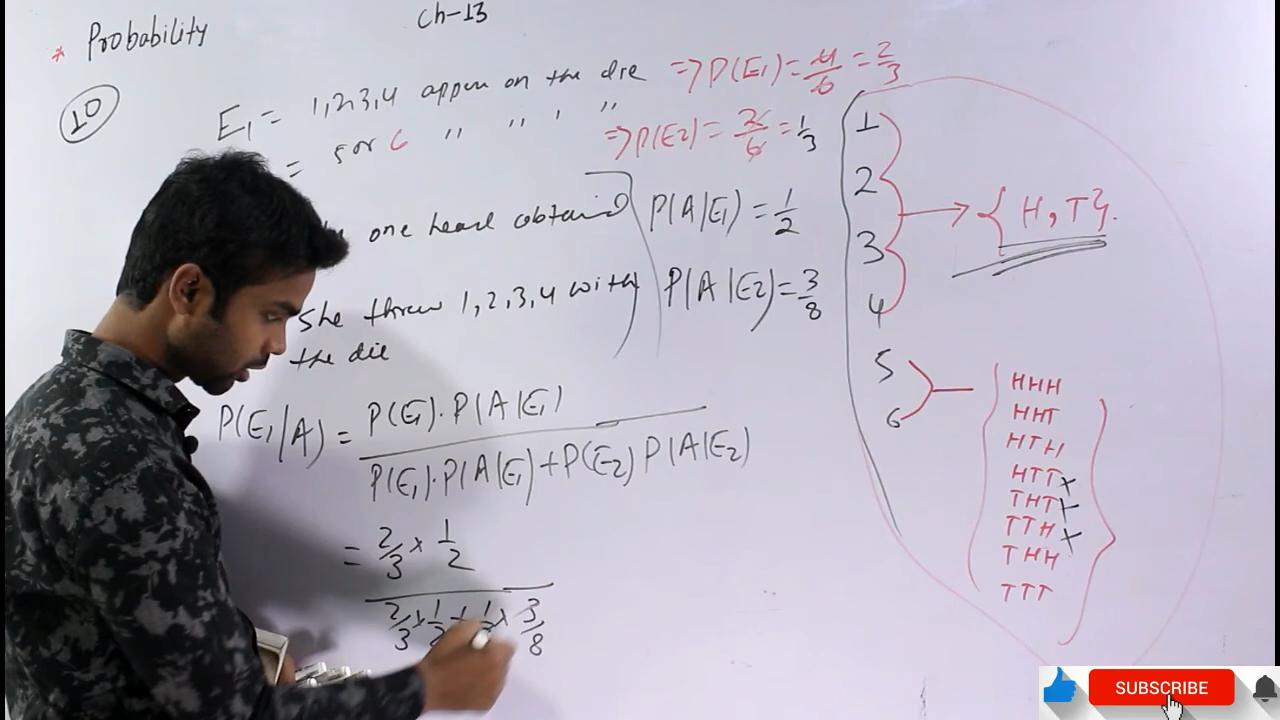 Ch-13
* Probability
10
E1 = 1,2,3,4 appear on the die => P(E1) = 4/6 = 2/3
= 5 or 6 " " ' " => P(E2) = 2/6 = 1/3
one head obtained P(A|E1) = 1/2
She threw 1,2,3,4 with P(A|E2) = 3/8
the die
P(E1/A) = P(E1).P(A|E1)
P(E1).P(A|E1)+P(E2)P(A|E2)
= 2/3 × 1/2
2/3 × 1/2 + 1/3 × 3/8
1
2
3
4
{H,T}.
5
6
HHH
HHT
HTH
HTT×
THT×
TTH×
THH
TTT
SUBSCRIBE